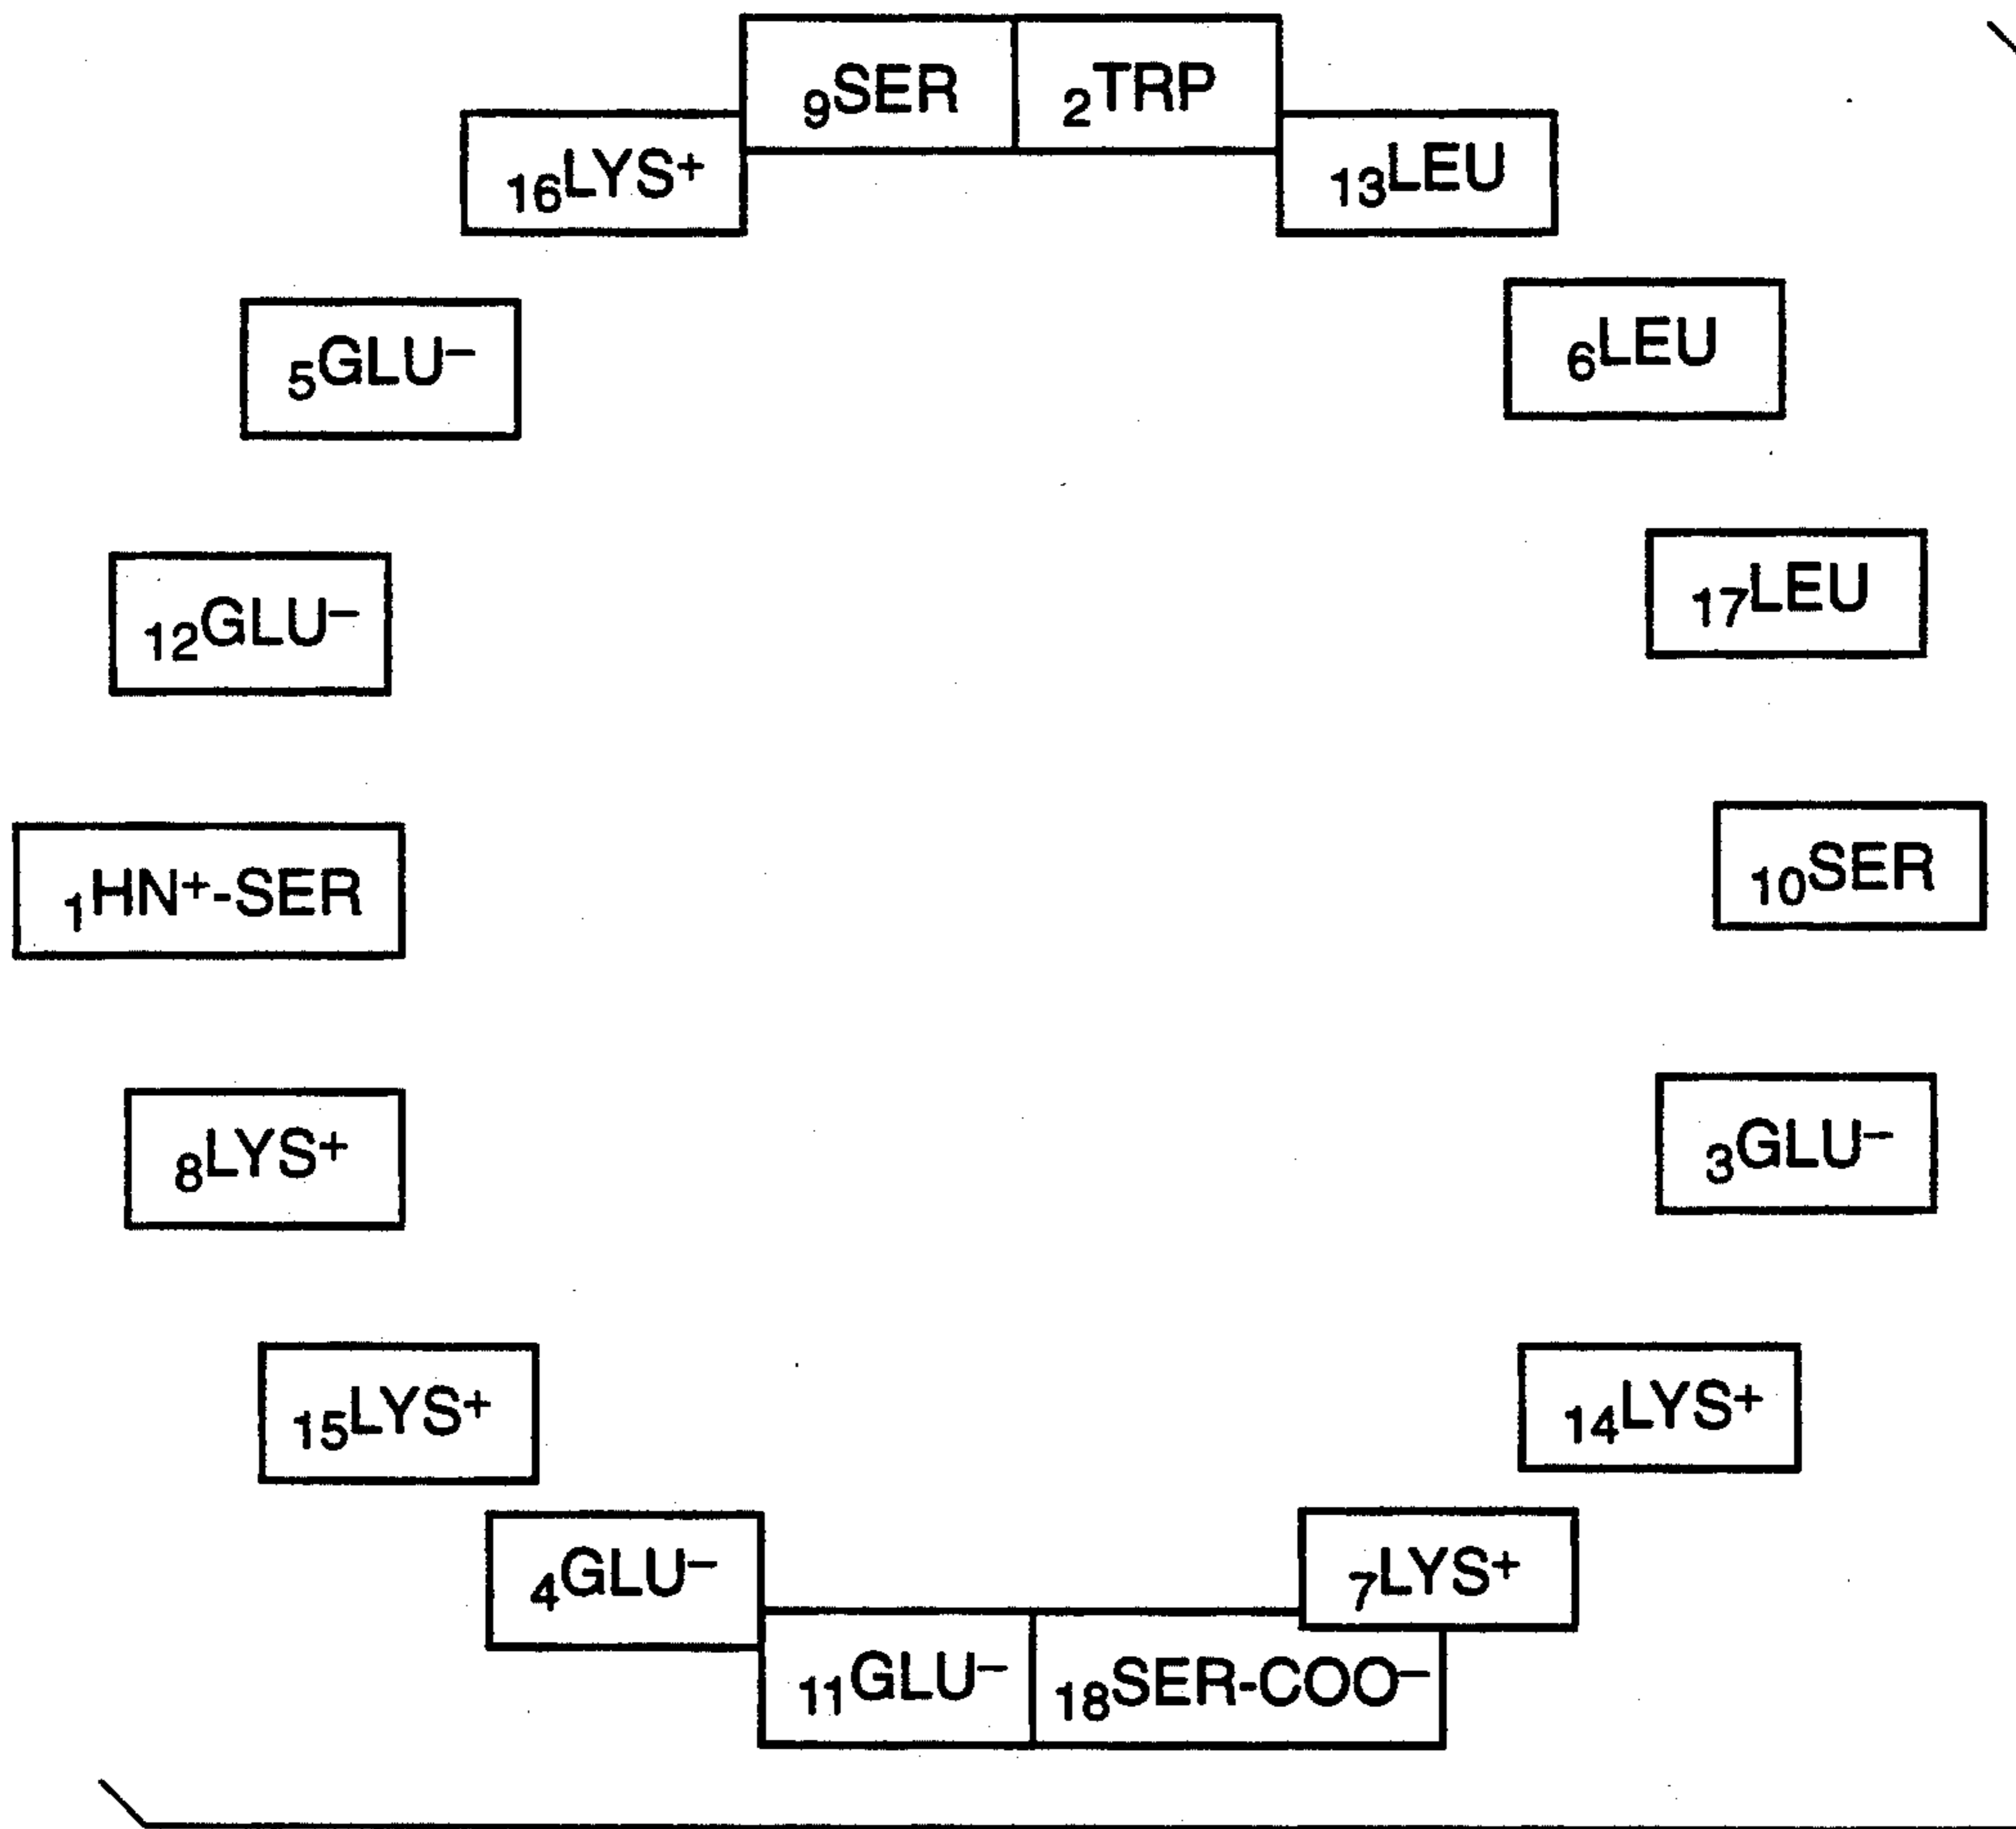 ₉SER
₂TRP
₁₆LYS⁺
₁₃LEU
₅GLU⁻
₆LEU
₁₂GLU⁻
₁₇LEU
₁HN⁺-SER
₁₀SER
₈LYS⁺
₃GLU⁻
₁₅LYS⁺
₁₄LYS⁺
₄GLU⁻
₇LYS⁺
₁₁GLU⁻
₁₈SER-COO⁻